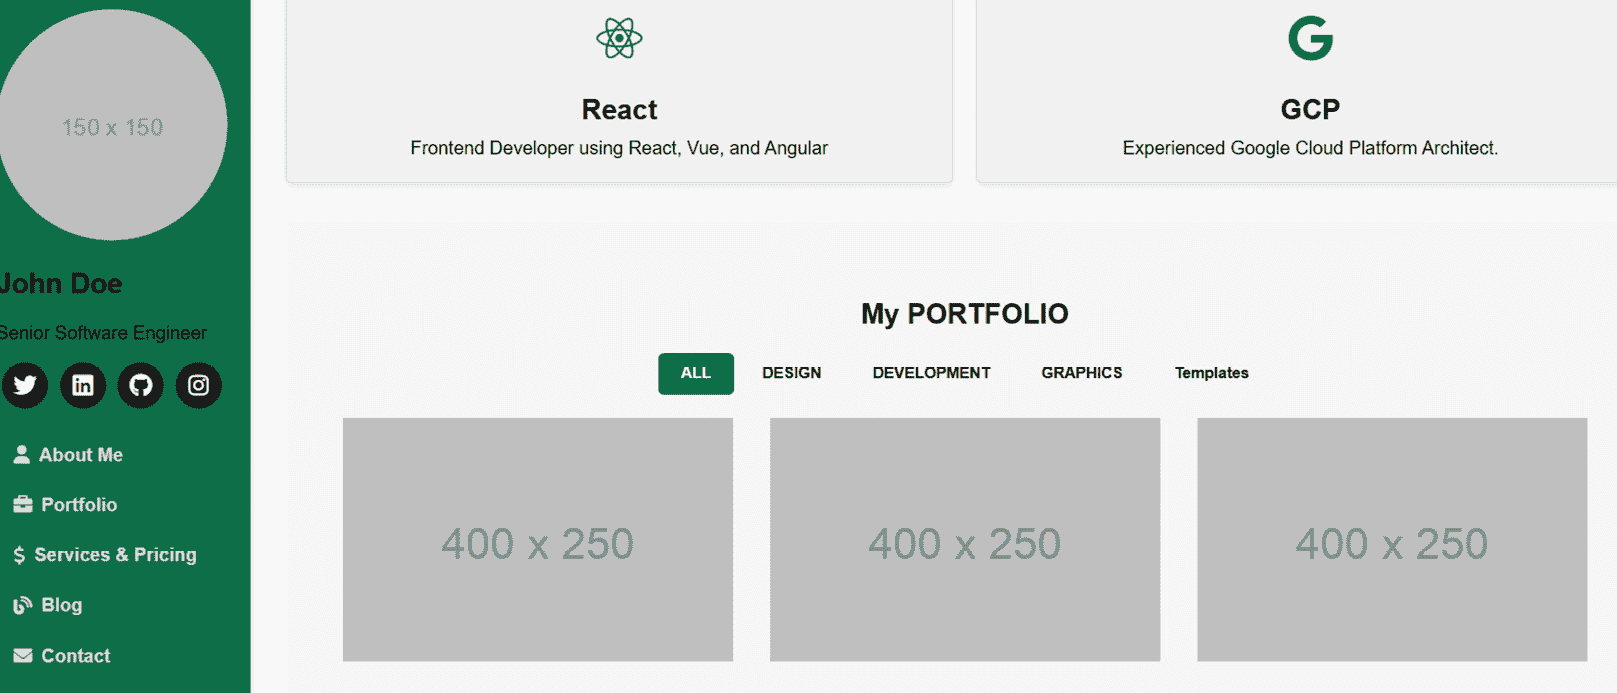 150 x 150
John Doe
Senior Software Engineer
About Me
Portfolio
Services & Pricing
Blog
Contact
React
Frontend Developer using React, Vue, and Angular
GCP
Experienced Google Cloud Platform Architect.
My PORTFOLIO
ALL DESIGN DEVELOPMENT GRAPHICS Templates
400 x 250 400 x 250 400 x 250